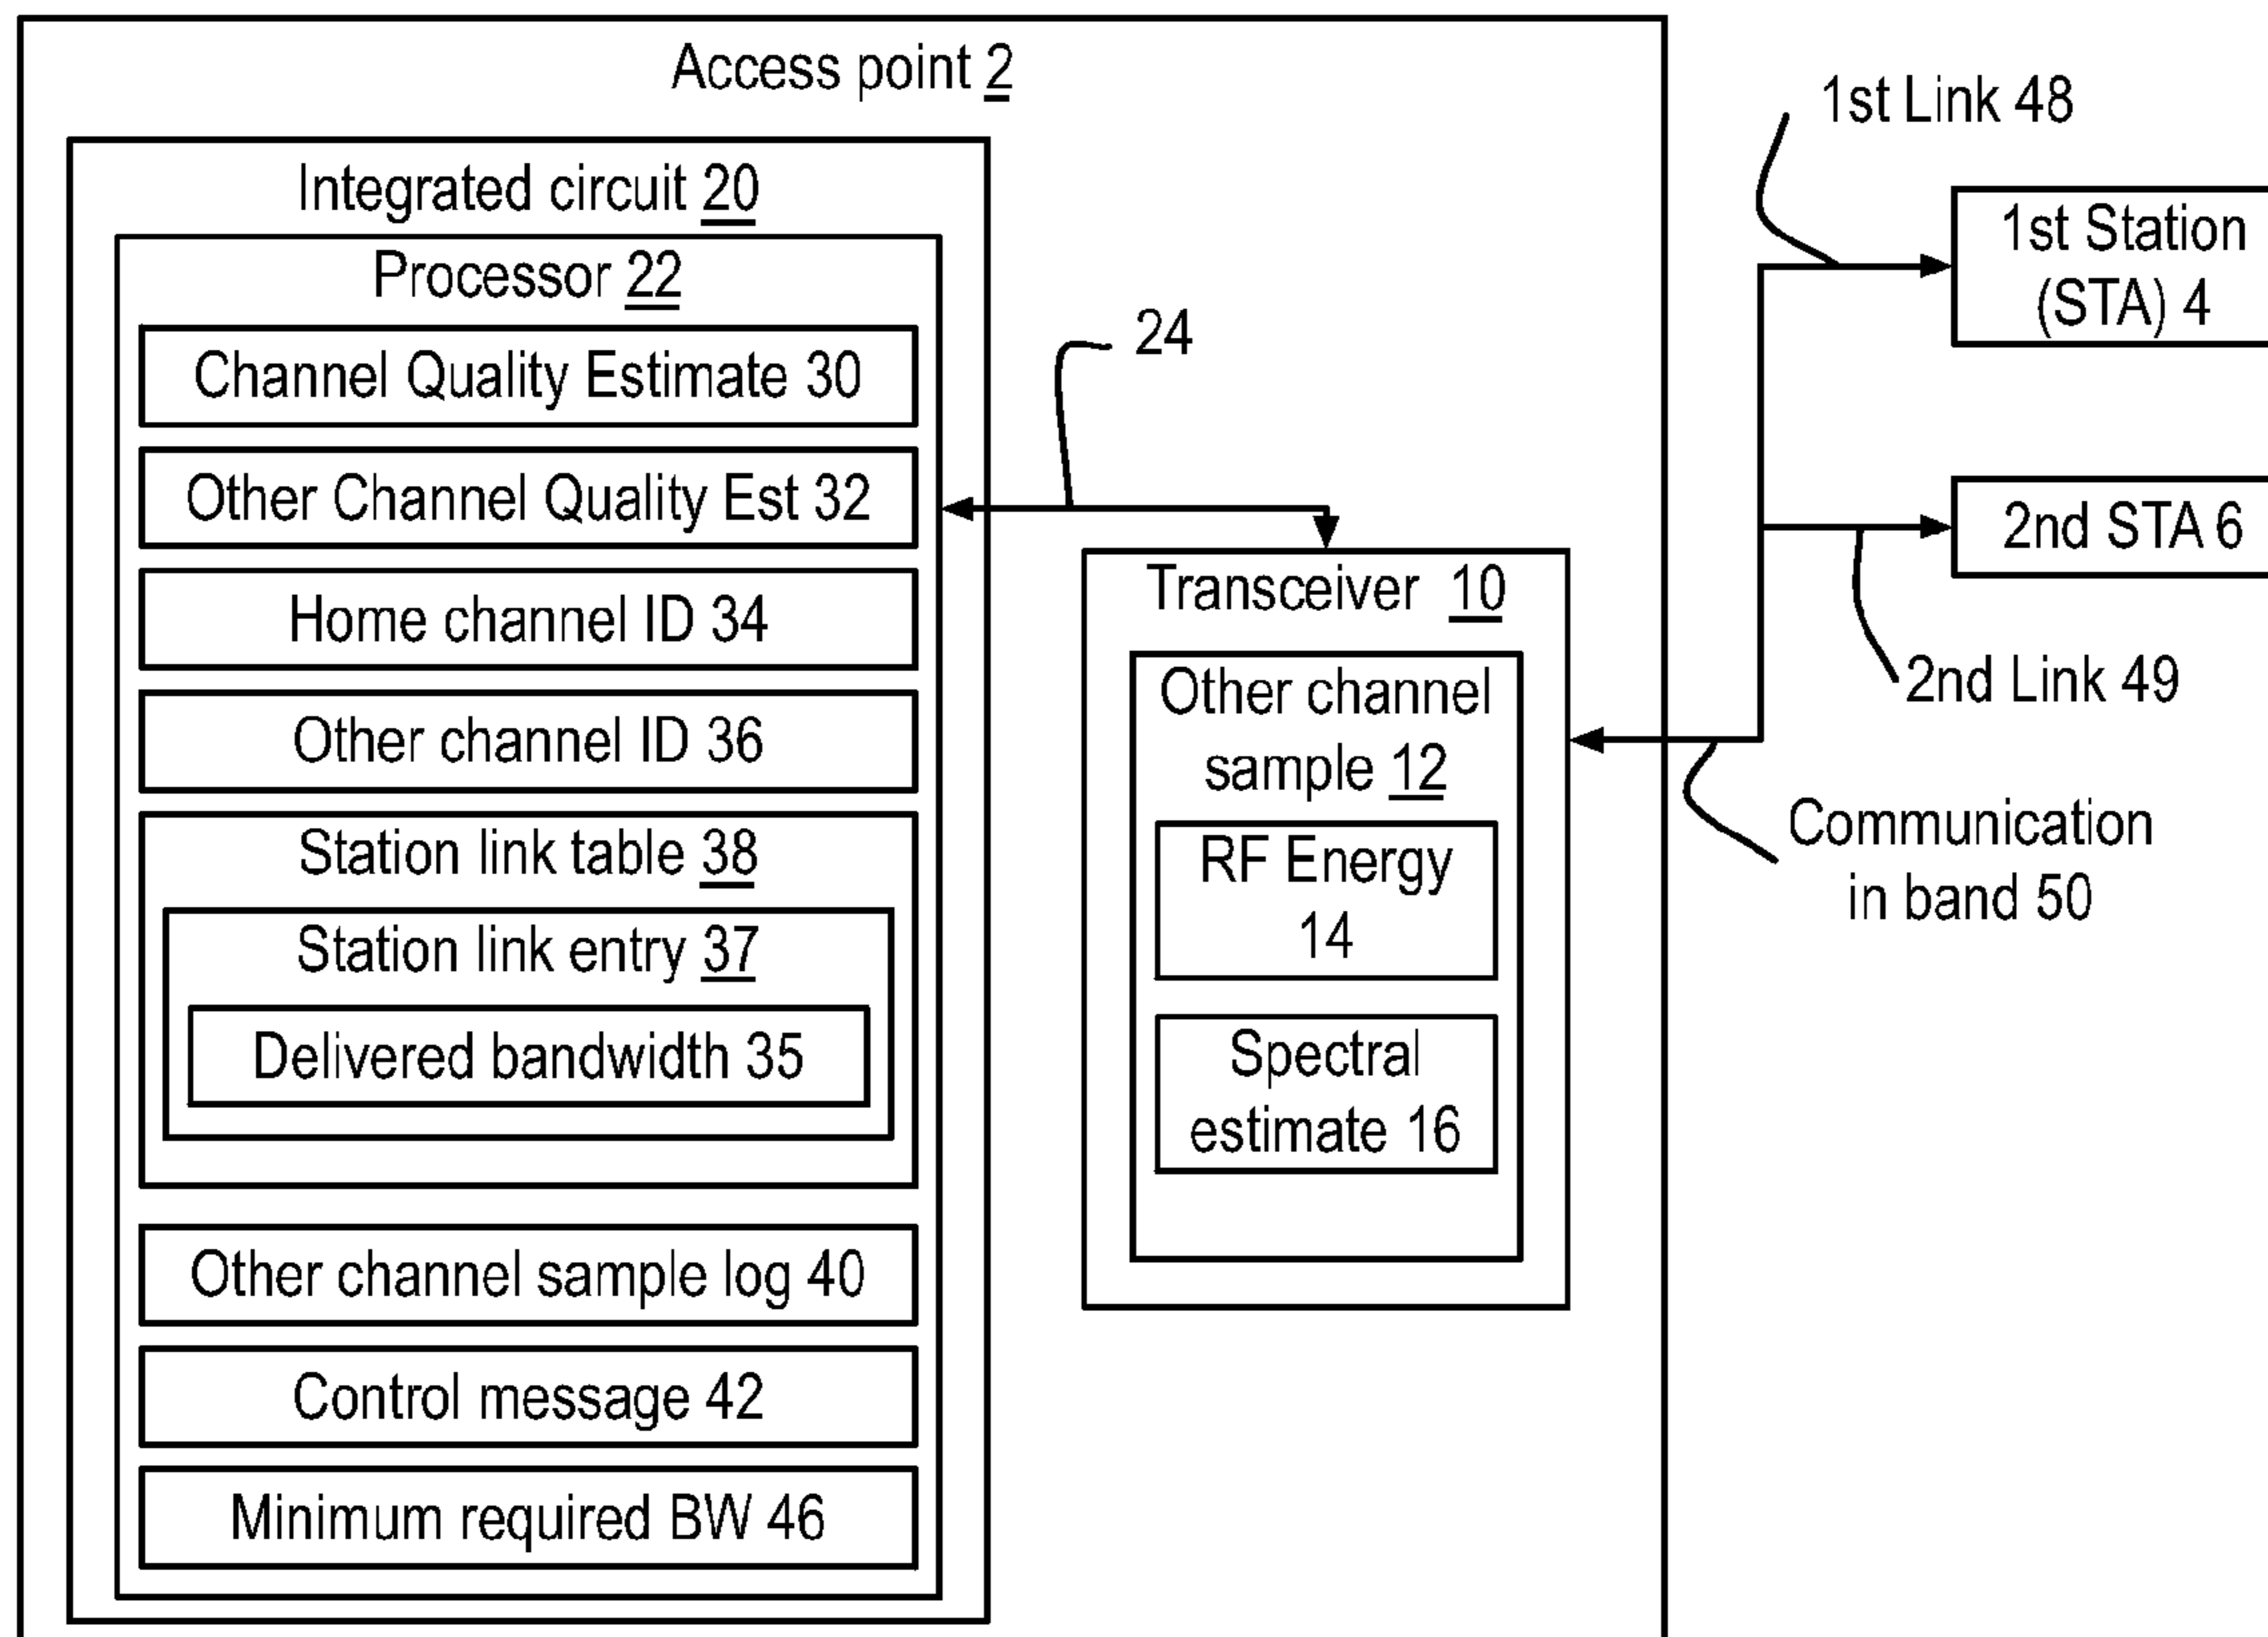 Access point 2
Integrated circuit 20
Processor 22
Channel Quality Estimate 30
Other Channel Quality Est 32
Home channel ID 34
Other channel ID 36
Station link table 38
Station link entry 37
Delivered bandwidth 35
Other channel sample log 40
Control message 42
Minimum required BW 46
24
Transceiver 10
Other channel
sample 12
RF Energy
14
Spectral
estimate 16
1st Link 48
1st Station
(STA) 4
2nd STA 6
2nd Link 49
Communication
in band 50